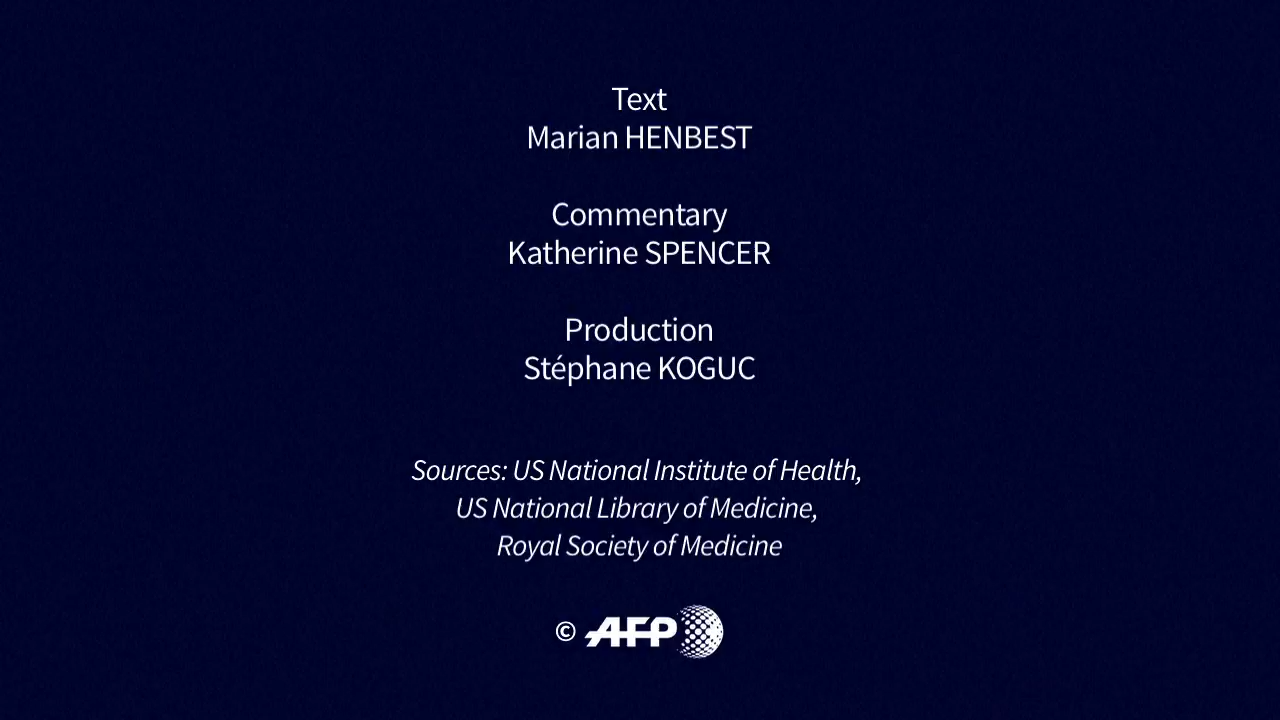 Text
Marian HENBEST
Commentary
Katherine SPENCER
Production
Stéphane KOGUC
Sources: US National Institute of Health,
US National Library of Medicine,
Royal Society of Medicine
© AFP